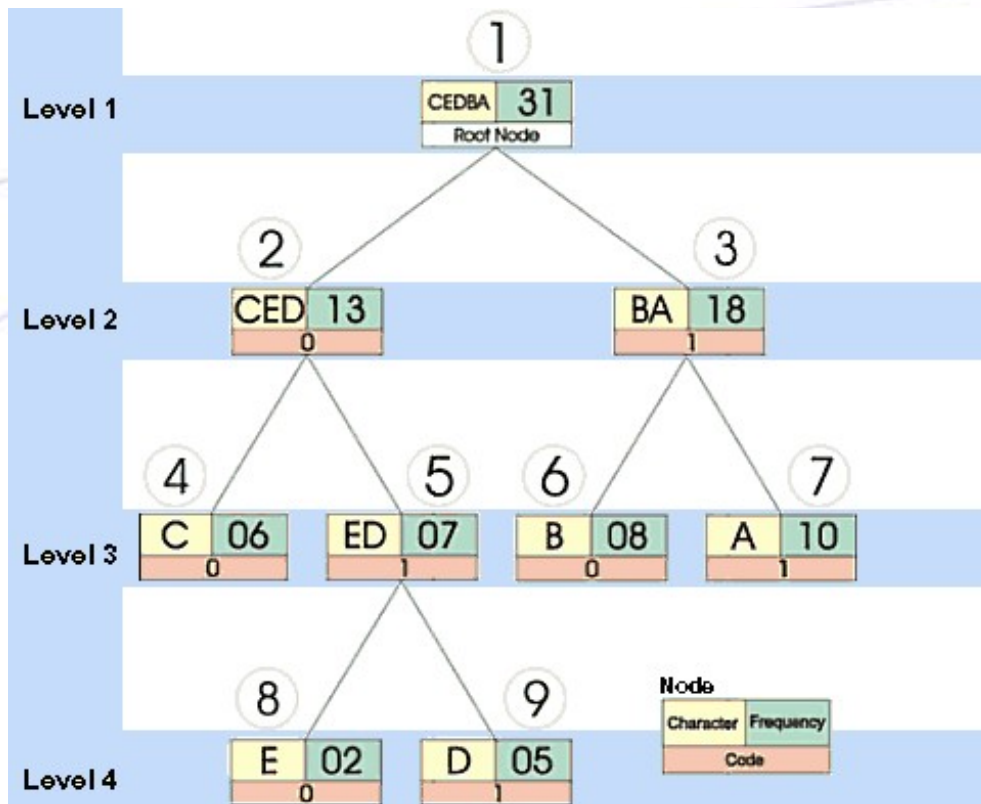 1
Level 1
CEDBA 31
Root Node
2 3
Level 2
CED 13 BA 18
0 1
4 5 6 7
Level 3
C 06 ED 07 B 08 A 10
0 1 0 1
8 9
Node
Character Frequency
Code
Level 4
E 02 D 05
0 1